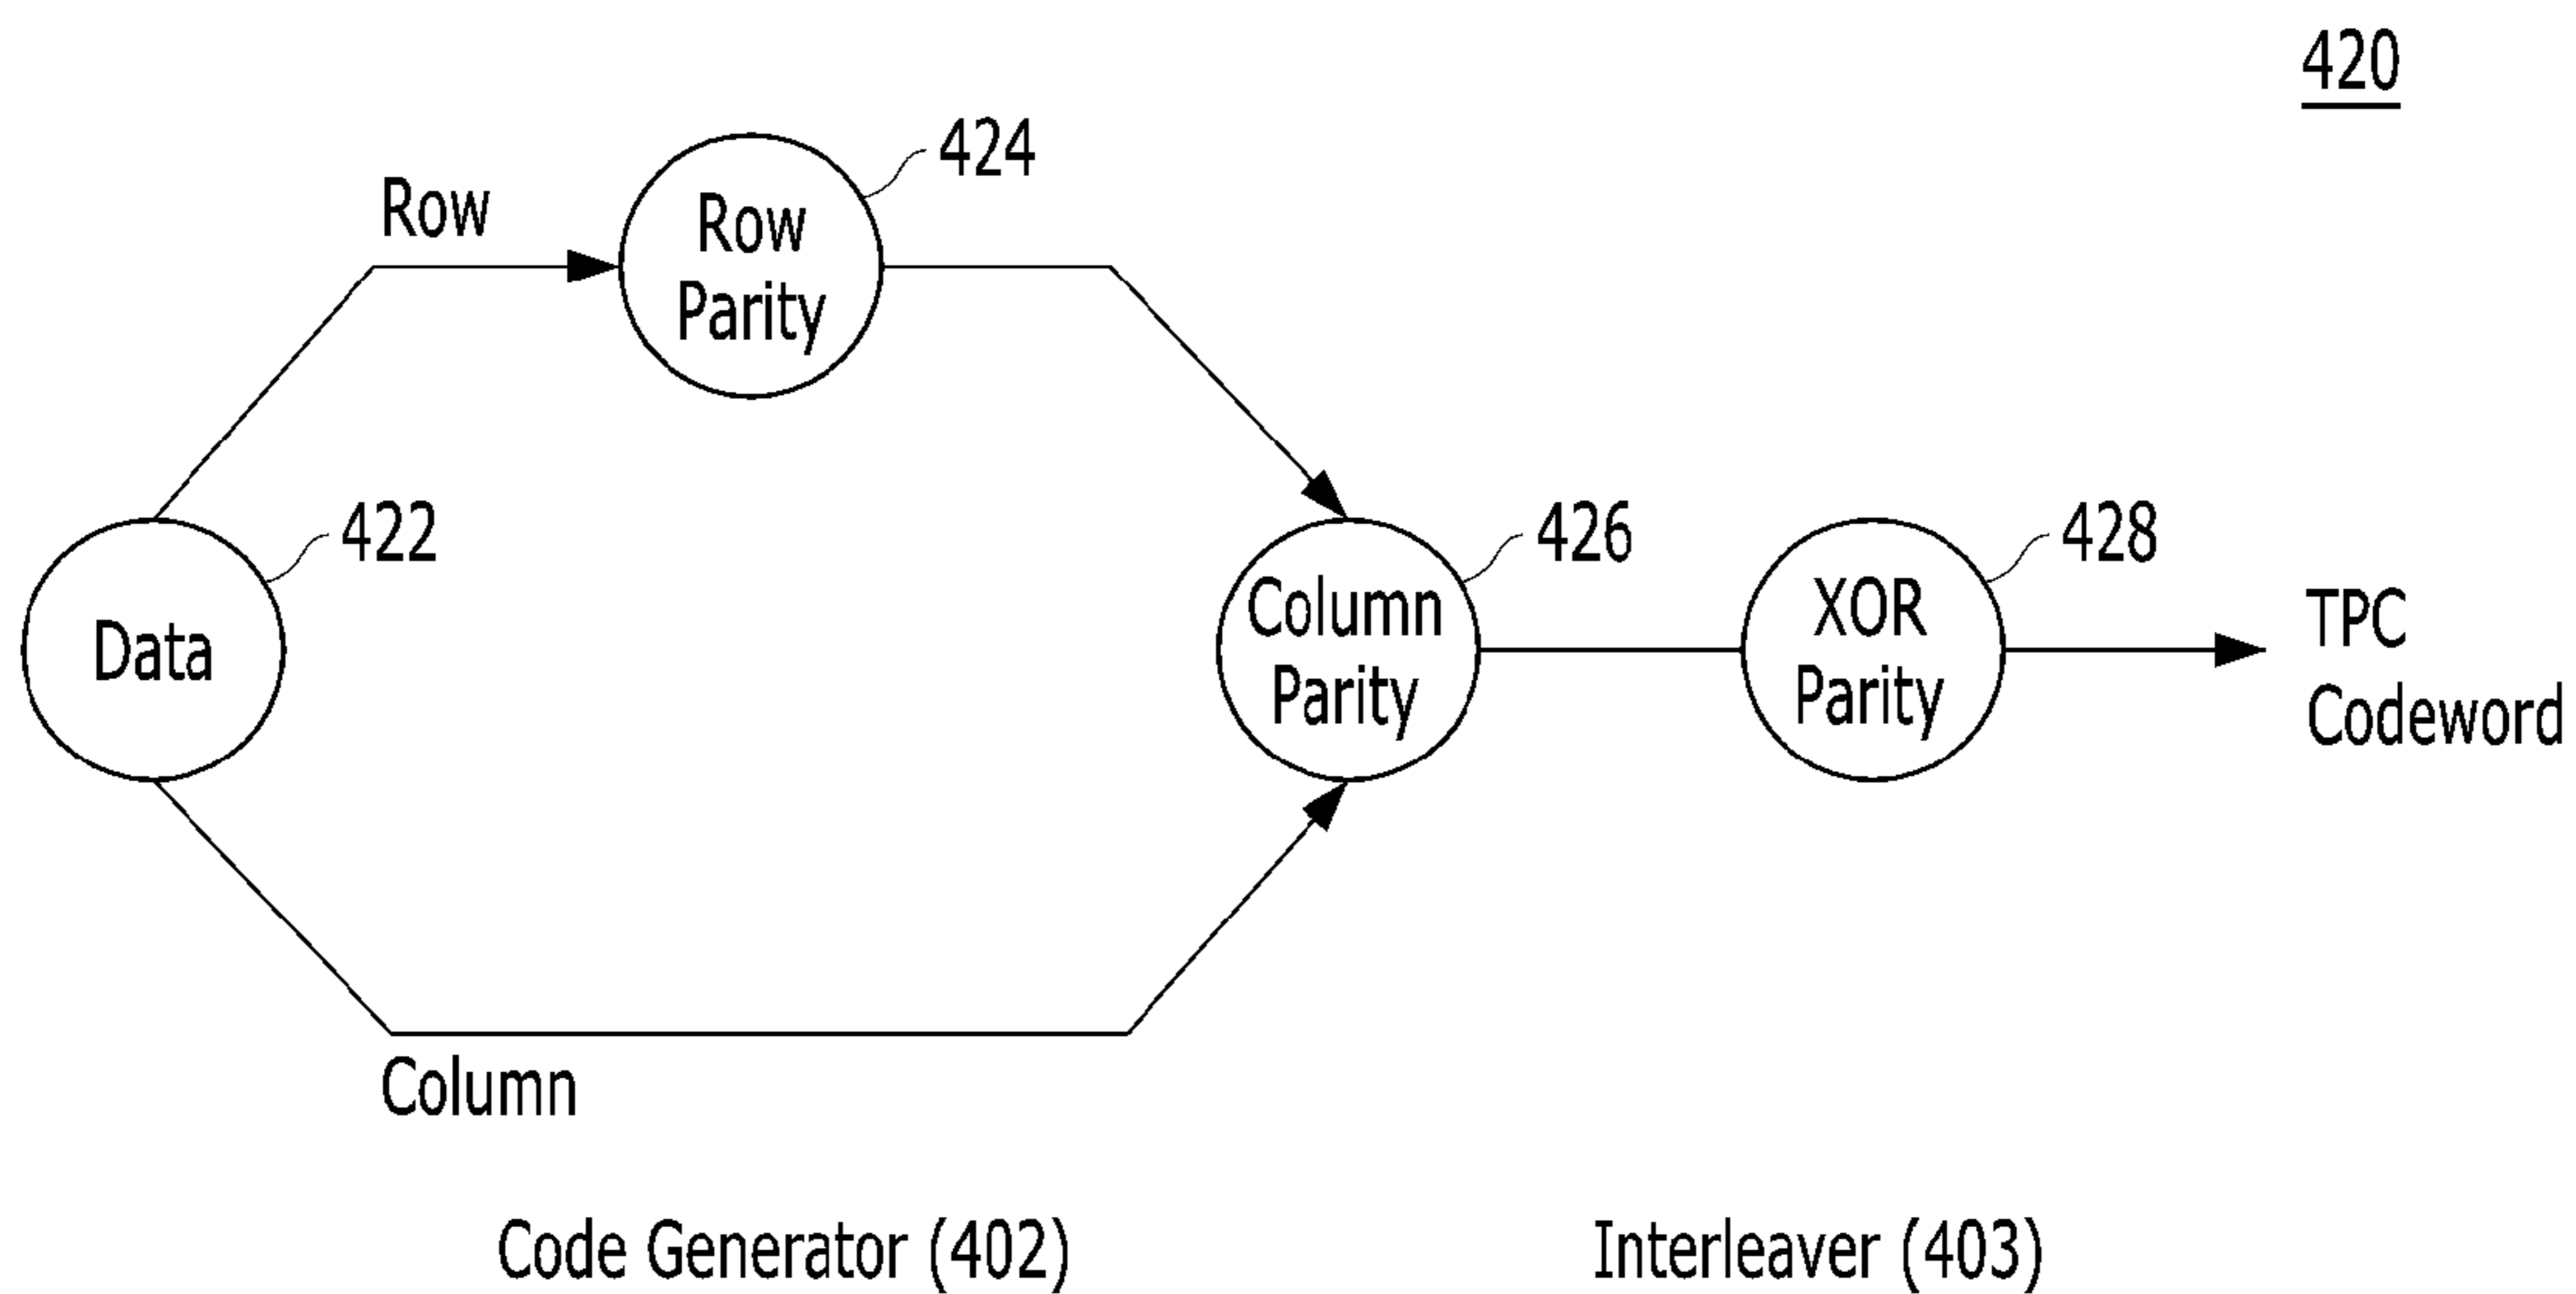 420
424
Row
Row
Parity
422
426
428
Data
Column
Parity
XOR
Parity
TPC
Codeword
Column
Code Generator (402)
Interleaver (403)